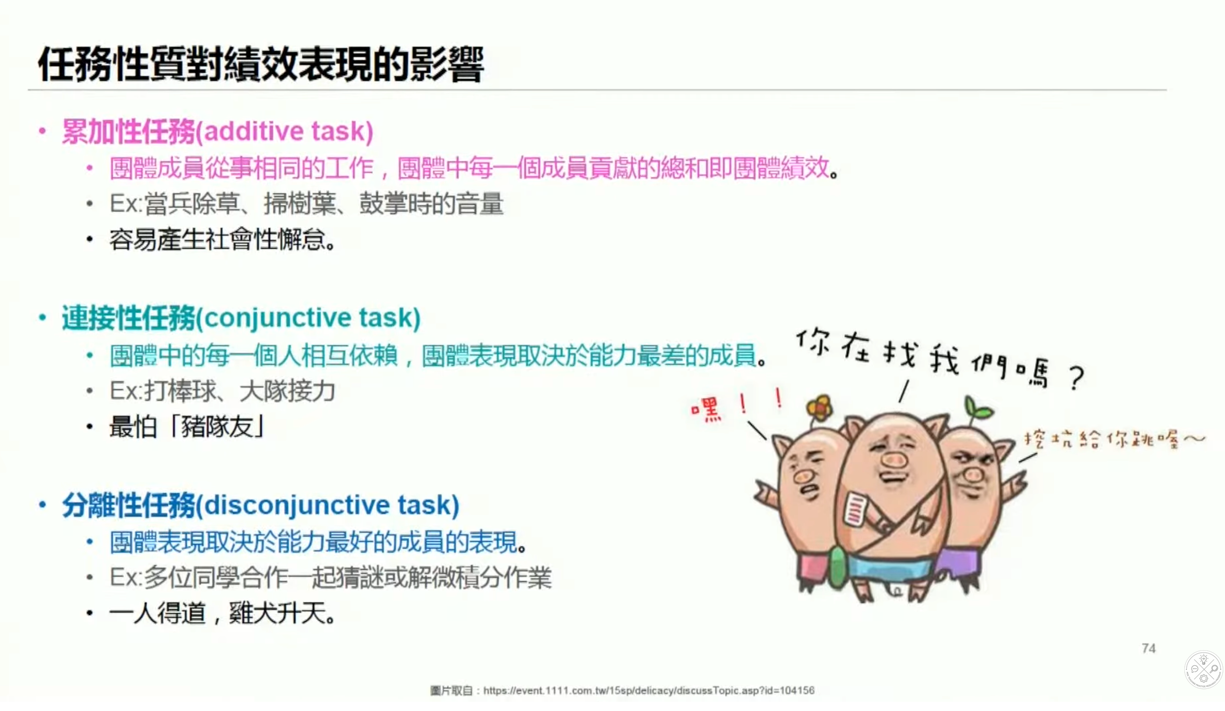 任務性質對績效表現的影響
• 累加性任務(additive task)
• 團體成員從事相同的工作，團體中每一個成員貢獻的總和即團體績效。
• Ex:當兵除草、掃樹葉、鼓掌時的音量
• 容易產生社會性懈怠。
• 連接性任務(conjunctive task)
• 團體中的每一個人相互依賴，團體表現取決於能力最差的成員。
• Ex:打棒球、大隊接力
• 最怕「豬隊友」
你在找我們嗎？
嘿！！
挖坑給你跳喔～
• 分離性任務(disconjunctive task)
• 團體表現取決於能力最好的成員的表現。
• Ex:多位同學合作一起猜謎或解微積分作業
• 一人得道，雞犬升天。
74
圖片取自：https://event.1111.com.tw/15sp/delicacy/discussTopic.asp?id=104156